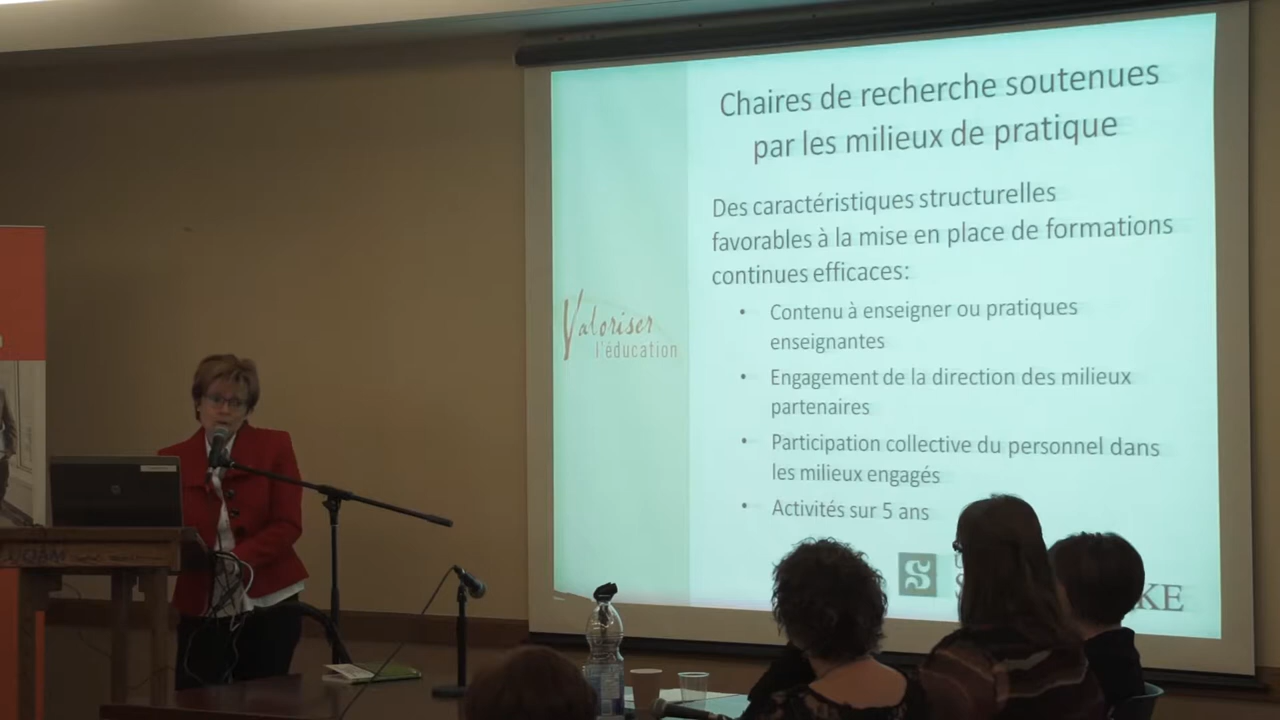 Chaires de recherche soutenues
par les milieux de pratique
Des caractéristiques structurelles
favorables à la mise en place de formations
continues efficaces:
• Contenu à enseigner ou pratiques
enseignantes
• Engagement de la direction des milieux
partenaires
• Participation collective du personnel dans
les milieux engagés
• Activités sur 5 ans
Valoriser
l'éducation
UQAM